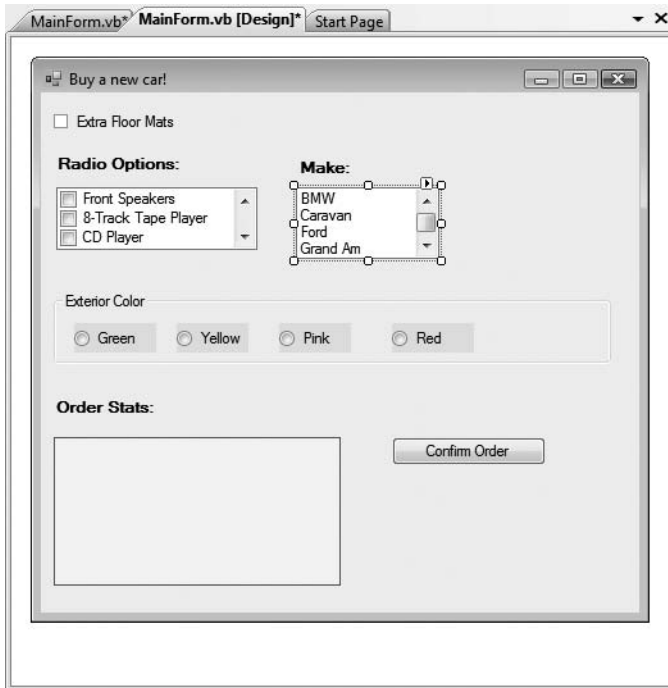 MainForm.vb* MainForm.vb [Design]* Start Page
Buy a new car!
Extra Floor Mats
Radio Options:
Front Speakers
8-Track Tape Player
CD Player
Make:
BMW
Caravan
Ford
Grand Am
Exterior Color
Green Yellow Pink Red
Order Stats:
Confirm Order